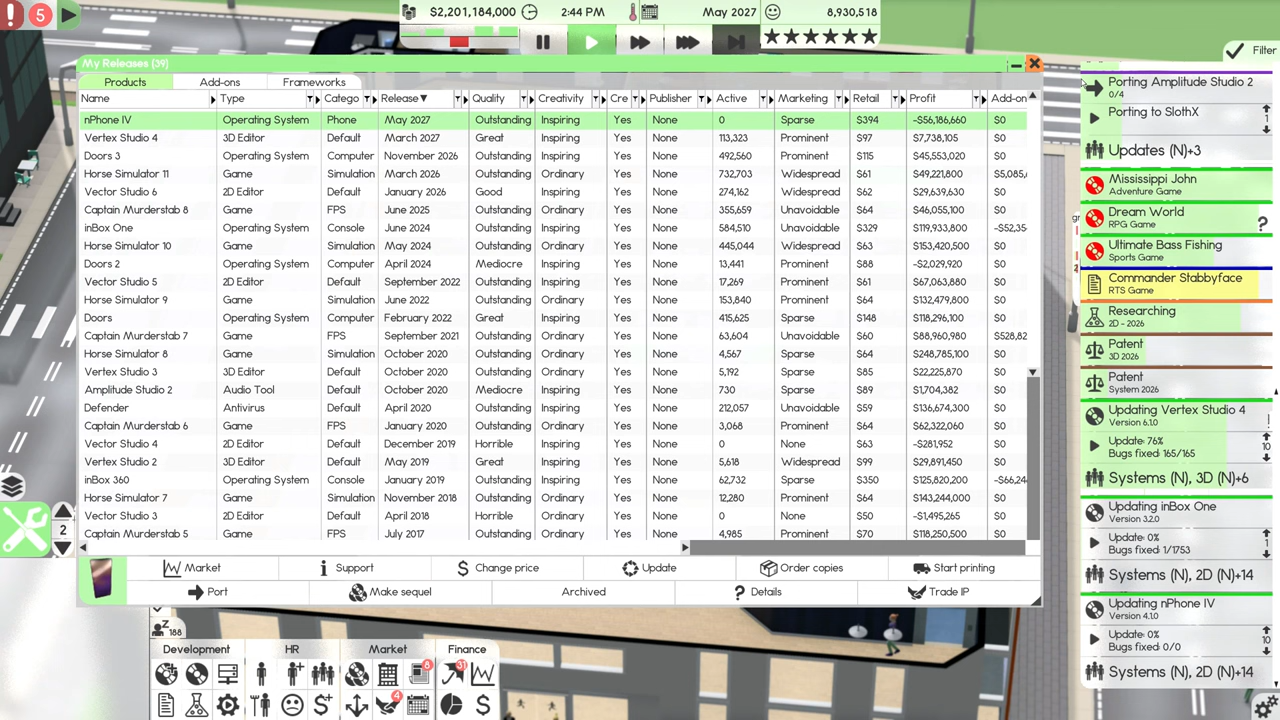 5
$2,201,184,000
2:44 PM
May 2027
8,930,518
Filter
My Releases (39)
Products
Add-ons
Frameworks
Name Type Catego Release▼ Quality Creativity Cre Publisher Active Marketing Retail Profit Add-on
nPhone IV Operating System Phone May 2027 Outstanding Inspiring Yes None 0 Sparse $394 -$56,186,660 $0
Vertex Studio 4 3D Editor Default March 2027 Great Inspiring Yes None 113,323 Prominent $97 $7,738,105 $0
Doors 3 Operating System Computer November 2026 Outstanding Inspiring Yes None 492,560 Prominent $115 $45,553,020 $0
Horse Simulator 11 Game Simulation March 2026 Outstanding Ordinary Yes None 732,703 Widespread $61 $49,221,800 $5,085,
Vector Studio 6 2D Editor Default January 2026 Good Inspiring Yes None 274,162 Widespread $62 $29,639,630 $0
Captain Murderstab 8 Game FPS June 2025 Outstanding Ordinary Yes None 355,659 Unavoidable $64 $46,055,100 $0
inBox One Operating System Console June 2024 Outstanding Inspiring Yes None 584,510 Unavoidable $329 $119,933,800 -$52,35
Horse Simulator 10 Game Simulation May 2024 Outstanding Ordinary Yes None 445,044 Widespread $63 $153,420,500 $0
Doors 2 Operating System Computer April 2024 Mediocre Inspiring Yes None 13,441 Prominent $88 -$2,029,920 $0
Vector Studio 5 2D Editor Default September 2022 Outstanding Inspiring Yes None 17,269 Prominent $61 $67,063,880 $0
Horse Simulator 9 Game Simulation June 2022 Outstanding Ordinary Yes None 153,840 Prominent $64 $132,479,800 $0
Doors Operating System Computer February 2022 Great Inspiring Yes None 415,625 Prominent $148 $118,296,100 $0
Captain Murderstab 7 Game FPS September 2021 Outstanding Ordinary Yes None 63,604 Unavoidable $60 $88,960,980 $528,82
Horse Simulator 8 Game Simulation October 2020 Outstanding Ordinary Yes None 4,567 Sparse $64 $248,785,100 $0
Vertex Studio 3 3D Editor Default October 2020 Outstanding Inspiring Yes None 5,192 Sparse $85 $22,225,870 $0
Amplitude Studio 2 Audio Tool Default October 2020 Mediocre Inspiring Yes None 730 Sparse $89 $1,704,382 $0
Defender Antivirus Default April 2020 Outstanding Inspiring Yes None 212,057 Unavoidable $59 $136,674,300 $0
Captain Murderstab 6 Game FPS January 2020 Outstanding Ordinary Yes None 3,068 Prominent $64 $62,322,060 $0
Vector Studio 4 2D Editor Default December 2019 Horrible Inspiring Yes None 0 None $63 -$281,952 $0
Vertex Studio 2 3D Editor Default May 2019 Great Inspiring Yes None 5,618 Widespread $99 $29,891,450 $0
inBox 360 Operating System Console January 2019 Outstanding Inspiring Yes None 62,732 Sparse $350 $125,820,200 -$66,24
Horse Simulator 7 Game Simulation November 2018 Outstanding Ordinary Yes None 12,280 Prominent $64 $143,244,000 $0
Vector Studio 3 2D Editor Default April 2018 Horrible Ordinary Yes None 0 None $50 -$1,495,265 $0
Captain Murderstab 5 Game FPS July 2017 Outstanding Ordinary Yes None 4,985 Prominent $70 $118,250,500 $0
Market
Support
Change price
Update
Order copies
Start printing
Port
Make sequel
Archived
Details
Trade IP
2
Z
188
Development
HR
Market
Finance
8
31
4
Porting Amplitude Studio 2
0/4
Porting to SlothX
1
Updates (N)+3
Mississippi John
Adventure Game
Dream World
RPG Game
?
Ultimate Bass Fishing
Sports Game
Commander Stabbyface
RTS Game
Researching
2D - 2026
Patent
3D 2026
Patent
System 2026
Updating Vertex Studio 4
Version 6.1.0
!
Update: 76%
Bugs fixed: 165/165
10
Systems (N), 3D (N)+6
Updating inBox One
Version 3.2.0
Update: 0%
Bugs fixed: 1/1753
1
Systems (N), 2D (N)+14
Updating nPhone IV
Version 4.1.0
Update: 0%
Bugs fixed: 0/0
10
Systems (N), 2D (N)+14